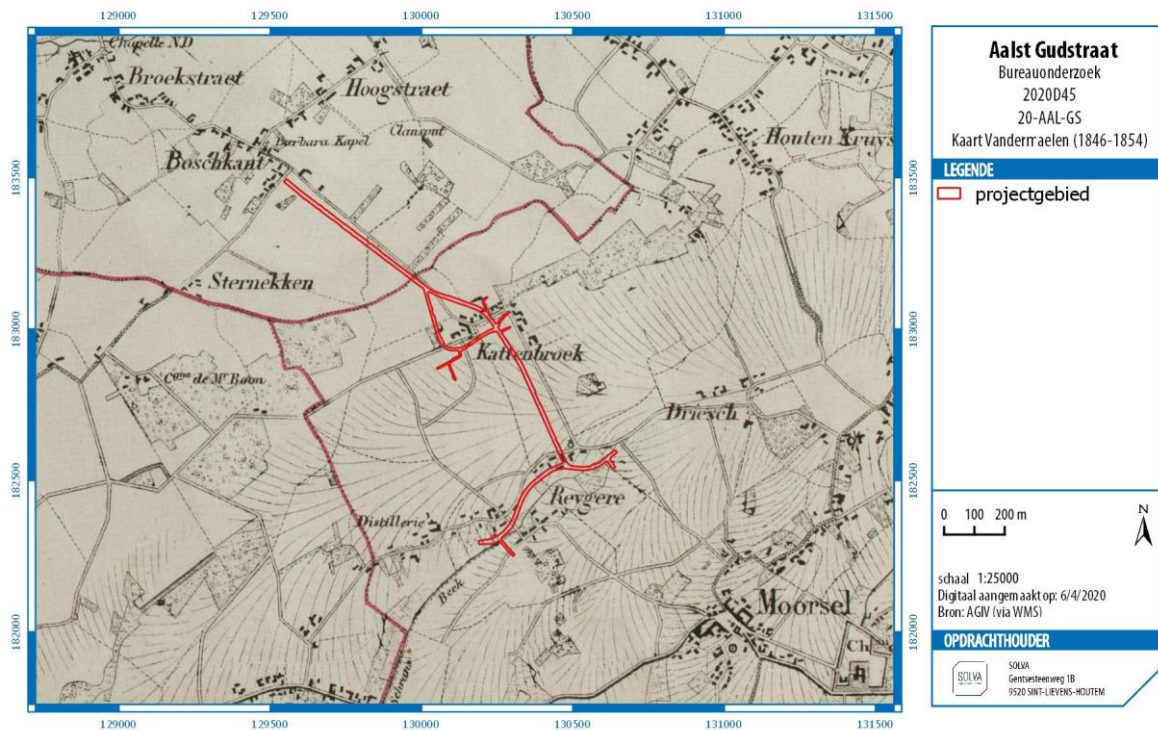 129000 129500 130000 130500 131000 131500
Chapelle N.D
Broekstraet
Hoogstraet
Clansput
Houten Kruys
Barbara Kapel
Boschkant
183500 183500
Sternekken
183000 183000
Kattenbroek
Cgne de Mr Boon
Driesch
182500 182500
Reygere
Distillerie
Beek
Moorsel
182000 182000
129000 129500 130000 130500 131000 131500
Aalst Gudstraat
Bureauonderzoek
2020D45
20-AAL-GS
Kaart Vandermaelen (1846-1854)
LEGENDE
projectgebied
0 100 200 m
N
schaal 1:25000
Digitaal aangemaakt op: 6/4/2020
Bron: AGIV (via WMS)
OPDRACHTHOUDER
SOLVA
SOLVA
Gentsesteenweg 1B
9520 SINT-LIEVENS-HOUTEM